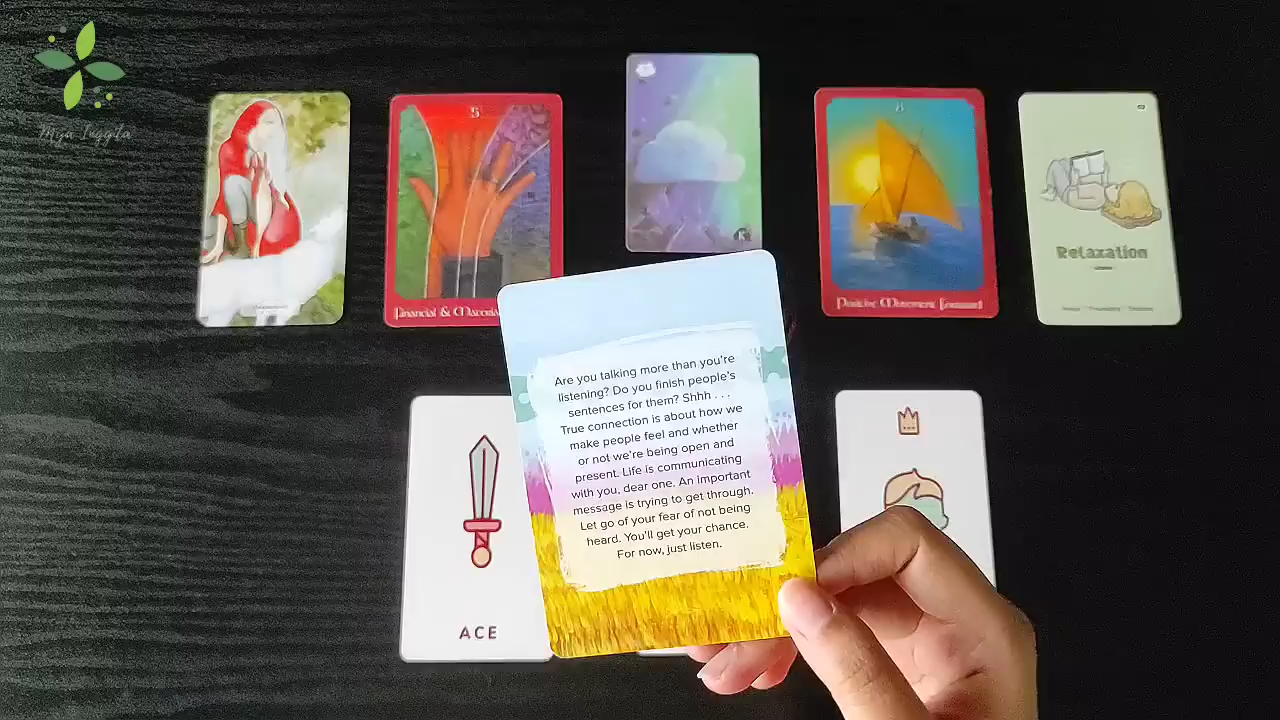 Mya Inggita
5
8
Financial & Materia
Positive Movement Forward
Relaxation
Are you talking more than you're
listening? Do you finish people's
sentences for them? Shhh . . .
True connection is about how we
make people feel and whether
or not we're being open and
present. Life is communicating
with you, dear one. An important
message is trying to get through.
Let go of your fear of not being
heard. You'll get your chance.
For now, just listen.
ACE